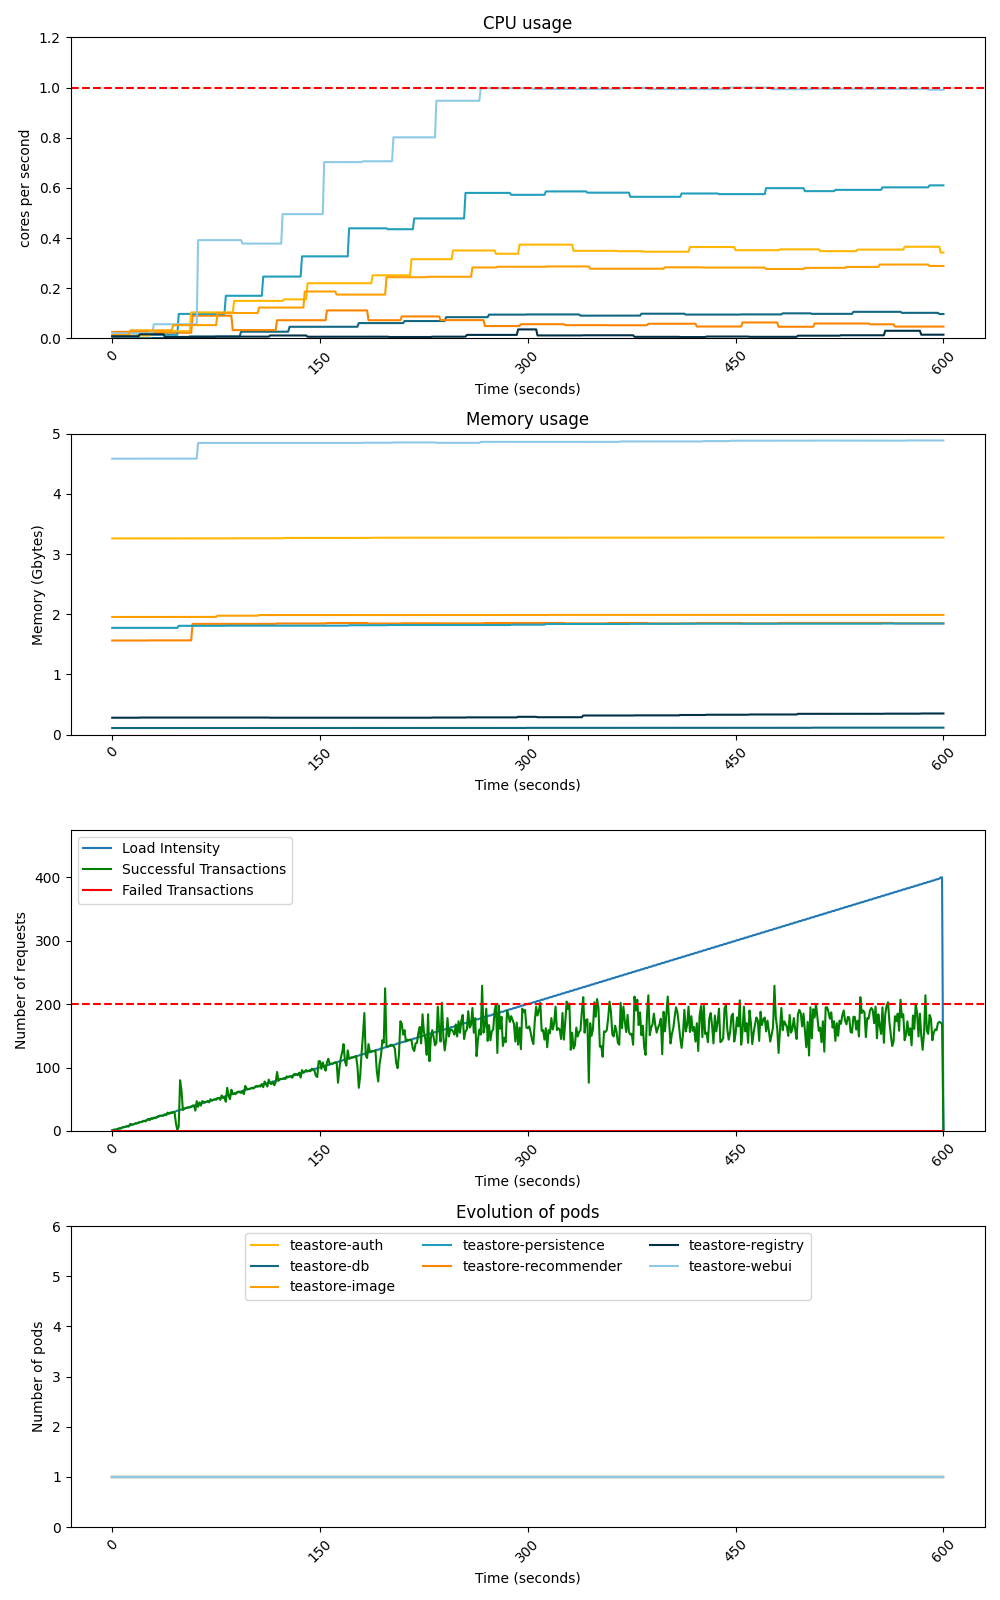 CPU usage
1.2
1.0
0.8
0.6
0.4
0.2
0.0
cores per second
0
150
300
450
600
Time (seconds)
Memory usage
5
4
3
2
1
0
Memory (Gbytes)
0
150
300
450
600
Time (seconds)
Load Intensity
Successful Transactions
Failed Transactions
400
300
200
100
0
Number of requests
0
150
300
450
600
Time (seconds)
Evolution of pods
teastore-auth
teastore-db
teastore-image
teastore-persistence
teastore-recommender
teastore-registry
teastore-webui
6
5
4
3
2
1
0
Number of pods
0
150
300
450
600
Time (seconds)